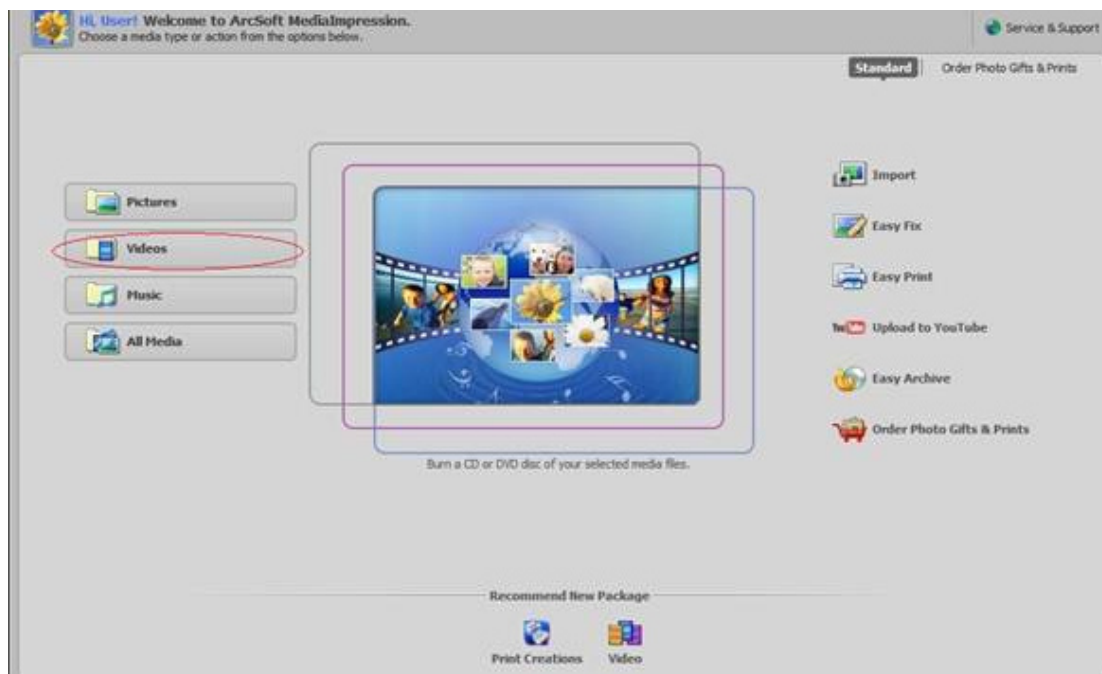 Hi, User! Welcome to ArcSoft MediaImpression.
Choose a media type or action from the options below.
Service & Support
Standard
Order Photo Gifts & Prints
Pictures
Videos
Music
All Media
Import
Easy Fix
Easy Print
You Tube Upload to YouTube
Easy Archive
Order Photo Gifts & Prints
Burn a CD or DVD disc of your selected media files.
Recommend New Package
Print Creations
Video